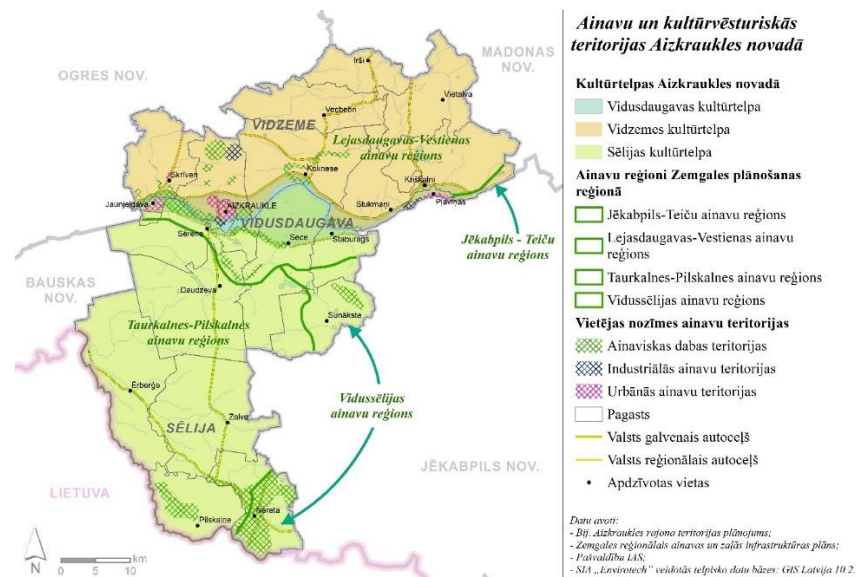 Ainavu un kultūrvēsturiskās
teritorijas Aizkraukles novadā
Kultūrtelpas Aizkraukles novadā
Vidusdaugavas kultūrtelpa
Vidzemes kultūrtelpa
Sēlijas kultūrtelpa
Ainavu reģioni Zemgales plānošanas
reģionā
Jēkabpils-Teiču ainavu reģions
Lejasdaugavas-Vestienas ainavu
reģions
Taurkalnes-Pilskalnes ainavu reģions
Vidussēlijas ainavu reģions
Vietējas nozīmes ainavu teritorijas
Ainaviskas dabas teritorijas
Industriālās ainavu teritorijas
Urbānās ainavu teritorijas
Pagasts
Valsts galvenais autoceļš
Valsts reģionālais autoceļš
Apdzīvotas vietas
Datu avoti:
- Bij. Aizkraukles rajona teritorijas plānojums;
- Zemgales reģionālais ainavas un zaļās infrastruktūras plāns;
- Pašvaldību IAS;
- SIA „Envirotech” veidotās telpisko datu bāzes: GIS Latvija 10.2.
OGRES NOV.
MADONAS NOV.
Irši
Vietalva
Vecbebri
VIDZEME
Lejasdaugavas-Vestienas
ainavu reģions
Skrīveri
Koknese
Krískalni
Pļaviņas
Stukmaņi
Jaunjelgava
AIZKRAUKLE
VIDUSDAUGAVA
Sērene
Sece
Staburags
Jēkabpils - Teiču
ainavu reģions
BAUSKAS
NOV.
Daudzeva
Sunākste
Taurkalnes-Pilskalnes
ainavu reģions
Vidussēlijas
ainavu reģions
Ērberģe
Zalve
SĒLIJA
JĒKABPILS NOV.
LIETUVA
Pilskalne
Nereta
N
0
5
10
km